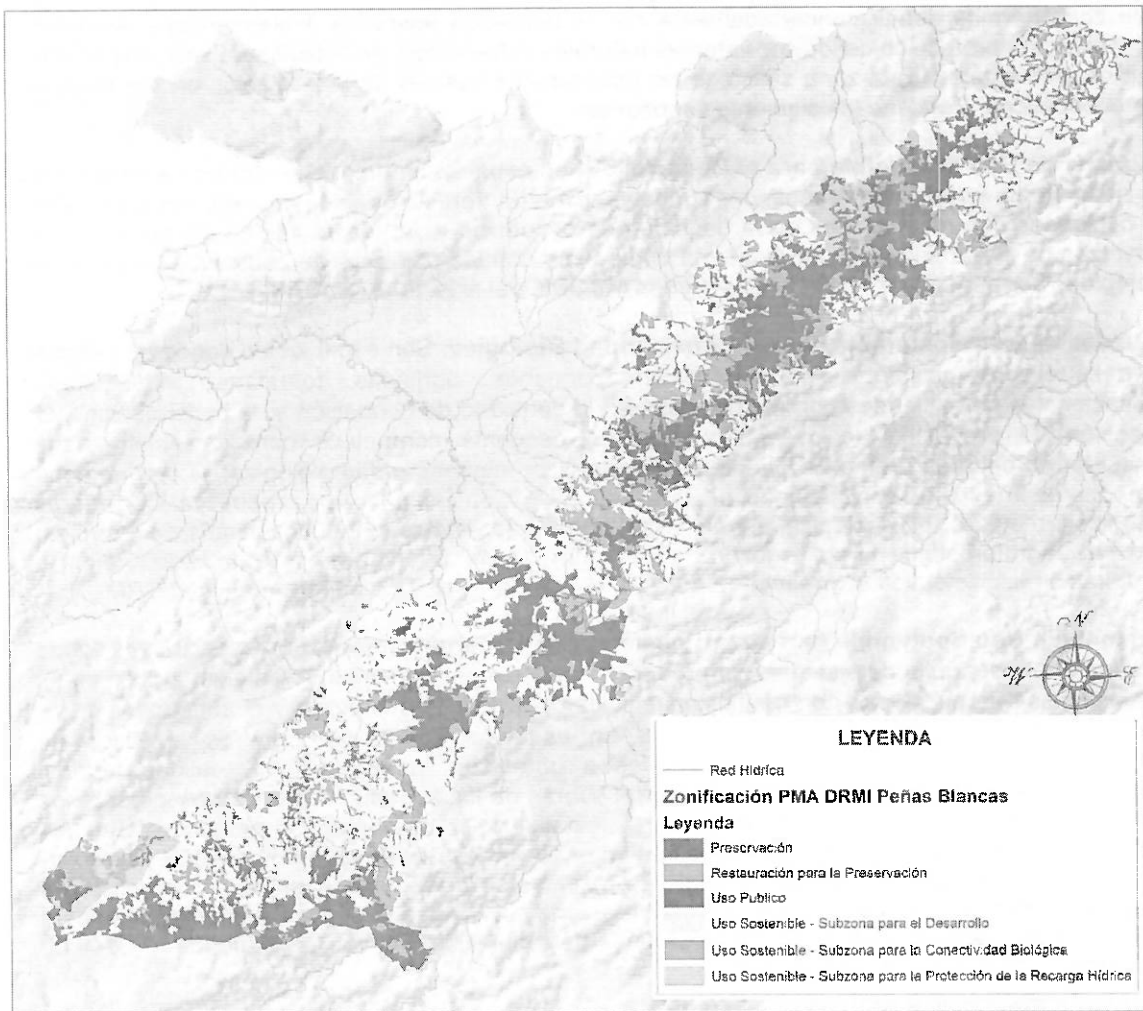 LEYENDA
Red Hídrica
Zonificación PMA DRMI Peñas Blancas
Leyenda
Preservación
Restauración para la Preservación
Uso Publico
Uso Sostenible - Subzona para el Desarrollo
Uso Sostenible - Subzona para la Conectividad Biológica
Uso Sostenible - Subzona para la Protección de la Recarga Hídrica